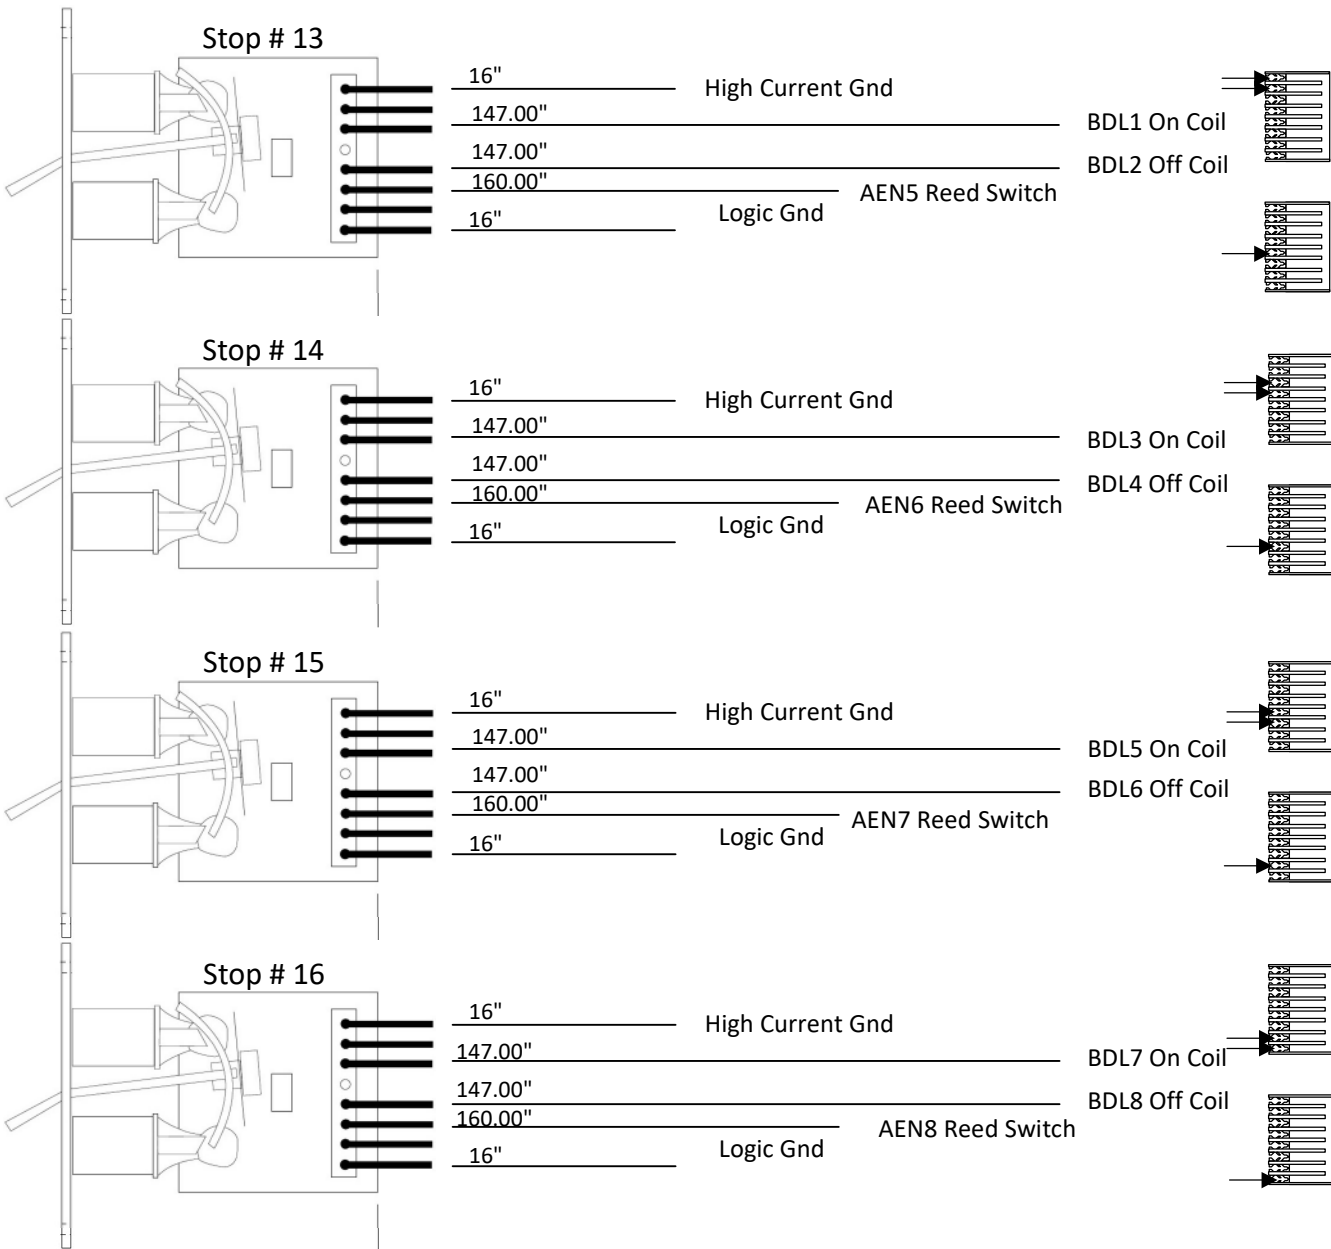 Stop # 13
16"
High Current Gnd
147.00"
BDL1 On Coil
147.00"
BDL2 Off Coil
160.00"
AEN5 Reed Switch
Logic Gnd
16"
Stop # 14
16"
High Current Gnd
147.00"
BDL3 On Coil
147.00"
BDL4 Off Coil
160.00"
AEN6 Reed Switch
Logic Gnd
16"
Stop # 15
16"
High Current Gnd
147.00"
BDL5 On Coil
147.00"
BDL6 Off Coil
160.00"
AEN7 Reed Switch
Logic Gnd
16"
Stop # 16
16"
High Current Gnd
147.00"
BDL7 On Coil
147.00"
BDL8 Off Coil
160.00"
AEN8 Reed Switch
Logic Gnd
16"